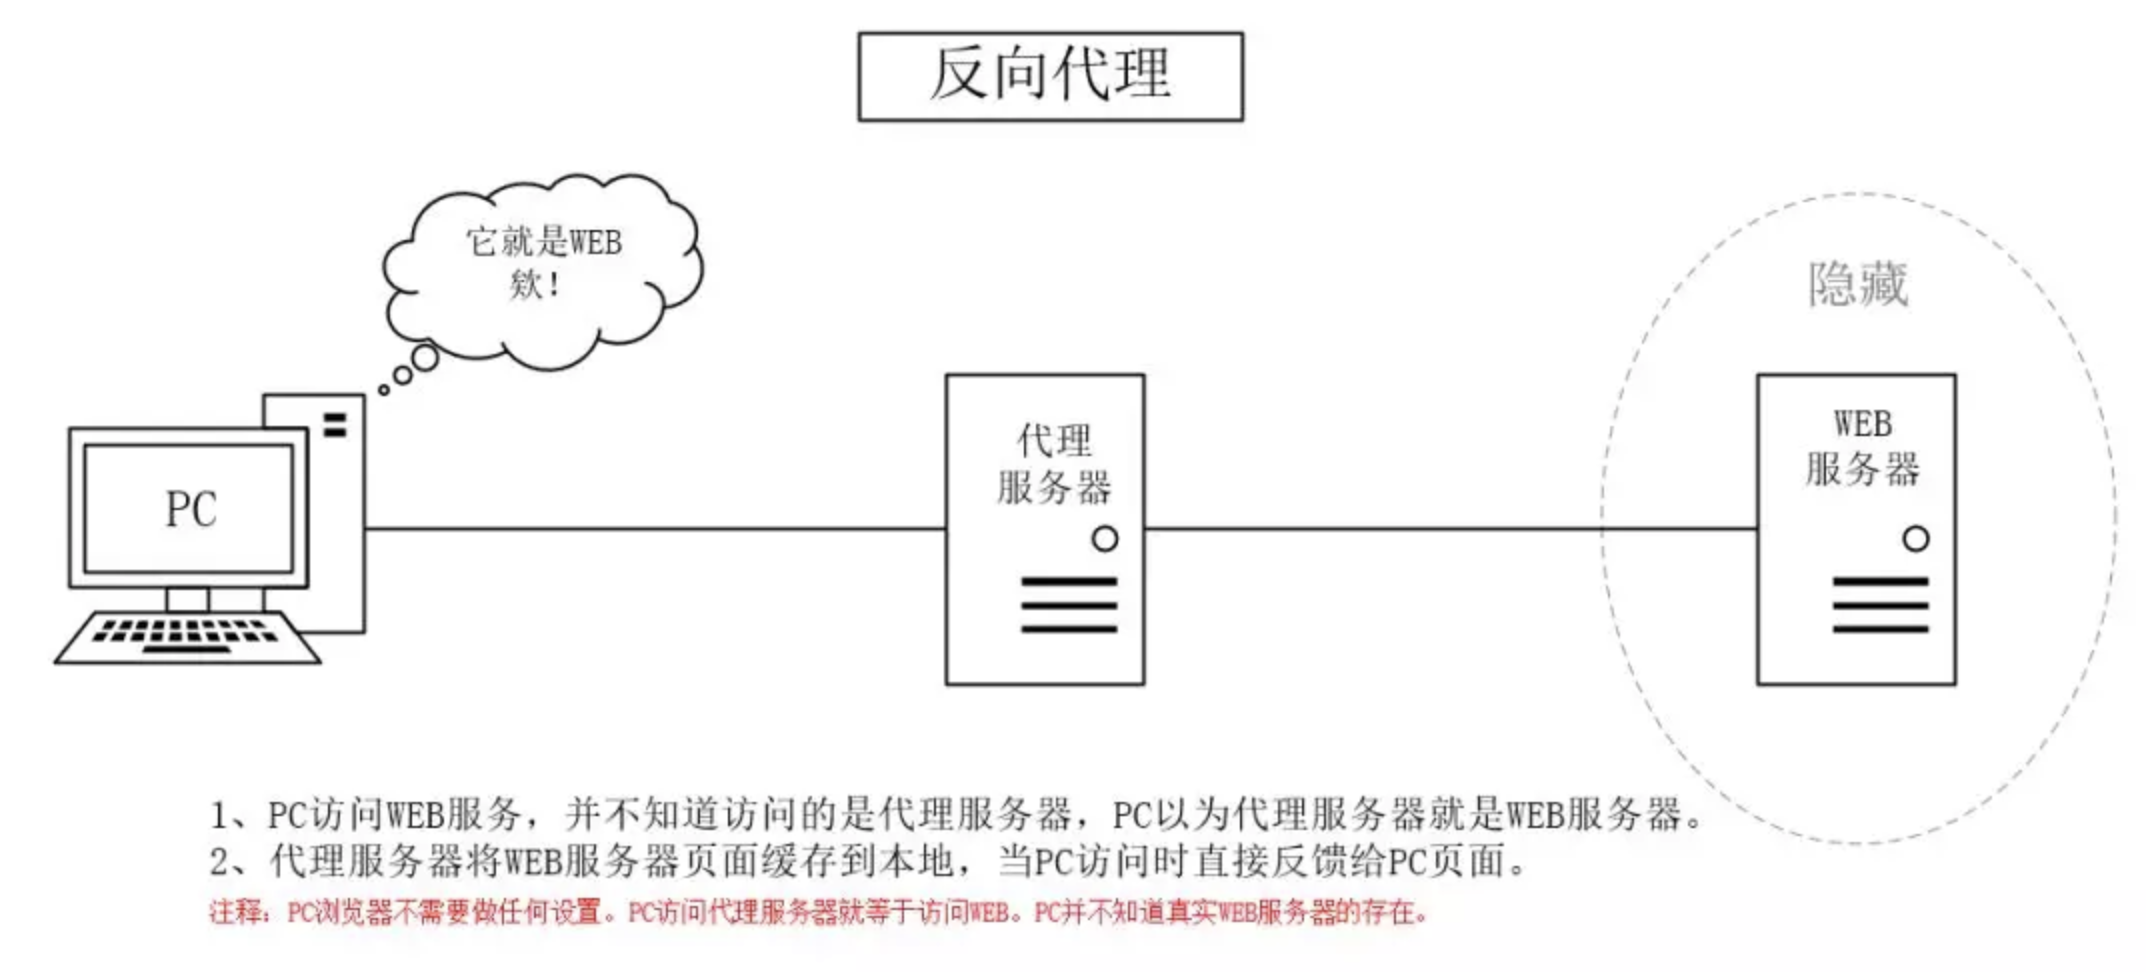 反向代理
它就是WEB
欸!
隐藏
PC
代理
服务器
WEB
服务器
1、PC访问WEB服务，并不知道访问的是代理服务器，PC以为代理服务器就是WEB服务器。
2、代理服务器将WEB服务器页面缓存到本地，当PC访问时直接反馈给PC页面。
注释：PC浏览器不需要做任何设置。PC访问代理服务器就等于访问WEB。PC并不知道真实WEB服务器的存在。